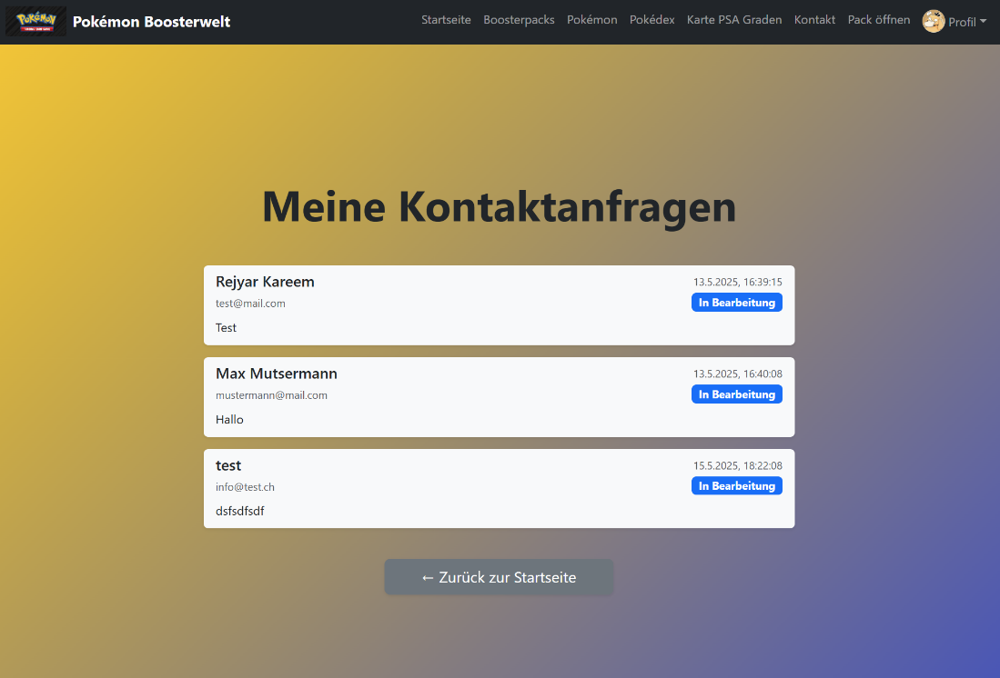 Pokémon
Pokémon Boosterwelt
Startseite Boosterpacks Pokémon Pokédex Karte PSA Graden Kontakt Pack öffnen Profil
Meine Kontaktanfragen
Rejyar Kareem
13.5.2025, 16:39:15
test@mail.com
In Bearbeitung
Test
Max Mutsermann
13.5.2025, 16:40:08
mustermann@mail.com
In Bearbeitung
Hallo
test
15.5.2025, 18:22:08
info@test.ch
In Bearbeitung
dsfsdfsdf
← Zurück zur Startseite